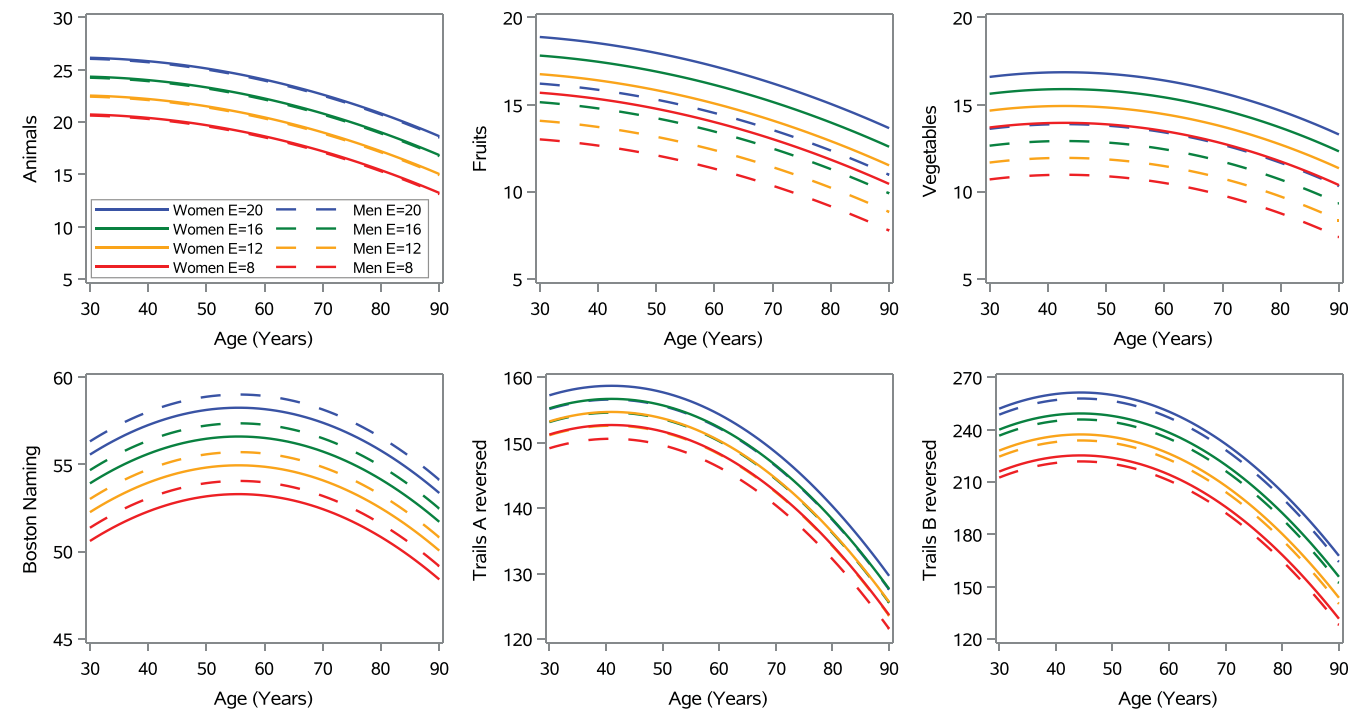 30
25
20
15
10
5
Animals
Women E=20 Men E=20
Women E=16 Men E=16
Women E=12 Men E=12
Women E=8 Men E=8
30 40 50 60 70 80 90
Age (Years)
20
15
10
5
Fruits
30 40 50 60 70 80 90
Age (Years)
20
15
10
5
Vegetables
30 40 50 60 70 80 90
Age (Years)
60
55
50
45
Boston Naming
30 40 50 60 70 80 90
Age (Years)
160
150
140
130
120
Trails A reversed
30 40 50 60 70 80 90
Age (Years)
270
240
210
180
150
120
Trails B reversed
30 40 50 60 70 80 90
Age (Years)